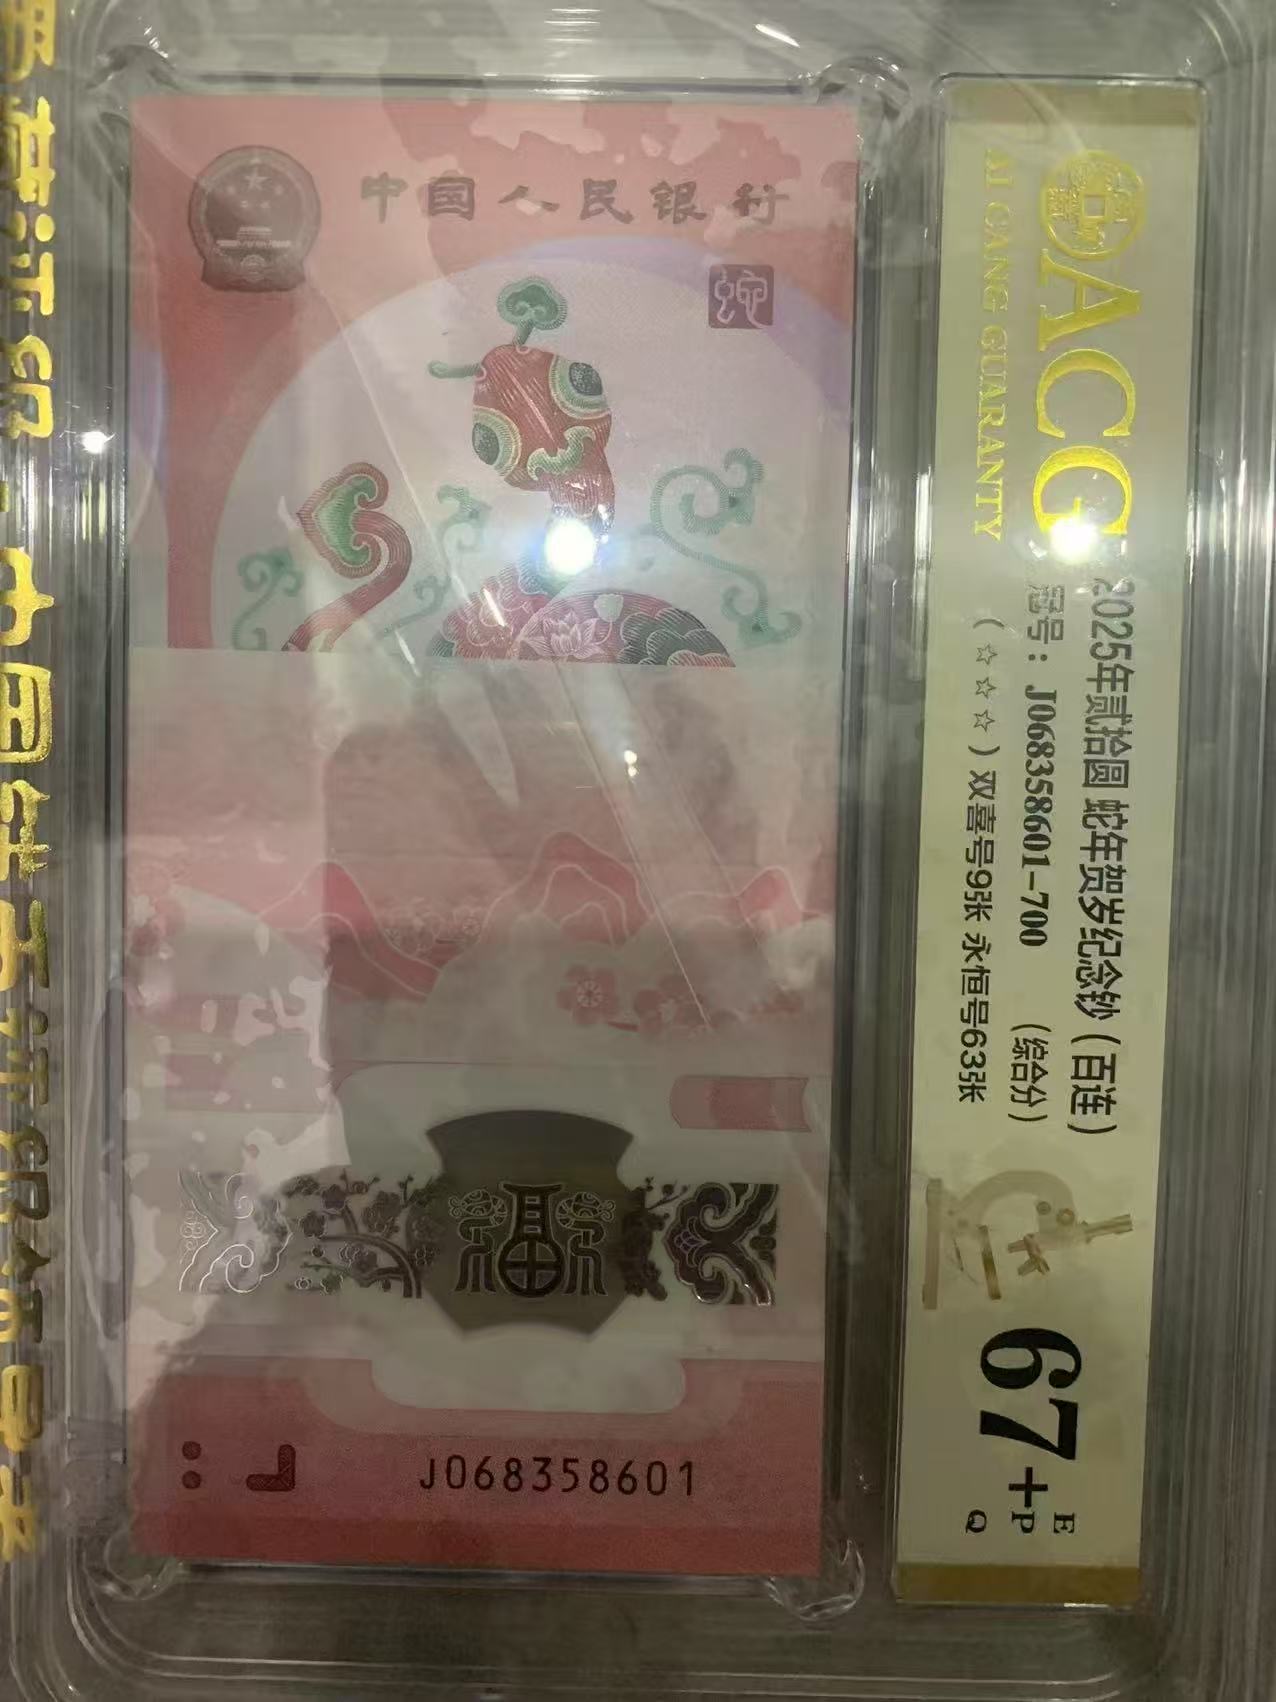 中国人民银行
蛇
J068358601
ACG
AI CANG GUARANTY
2025年贰拾圆 蛇年贺岁纪念钞（百连）
冠号：J068358601-700 （综合分）
（☆☆☆）双喜号9张 永恒号63张
67+
E
P
Q